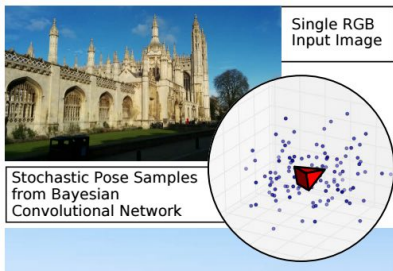 Single RGB
Input Image
Stochastic Pose Samples
from Bayesian
Convolutional Network